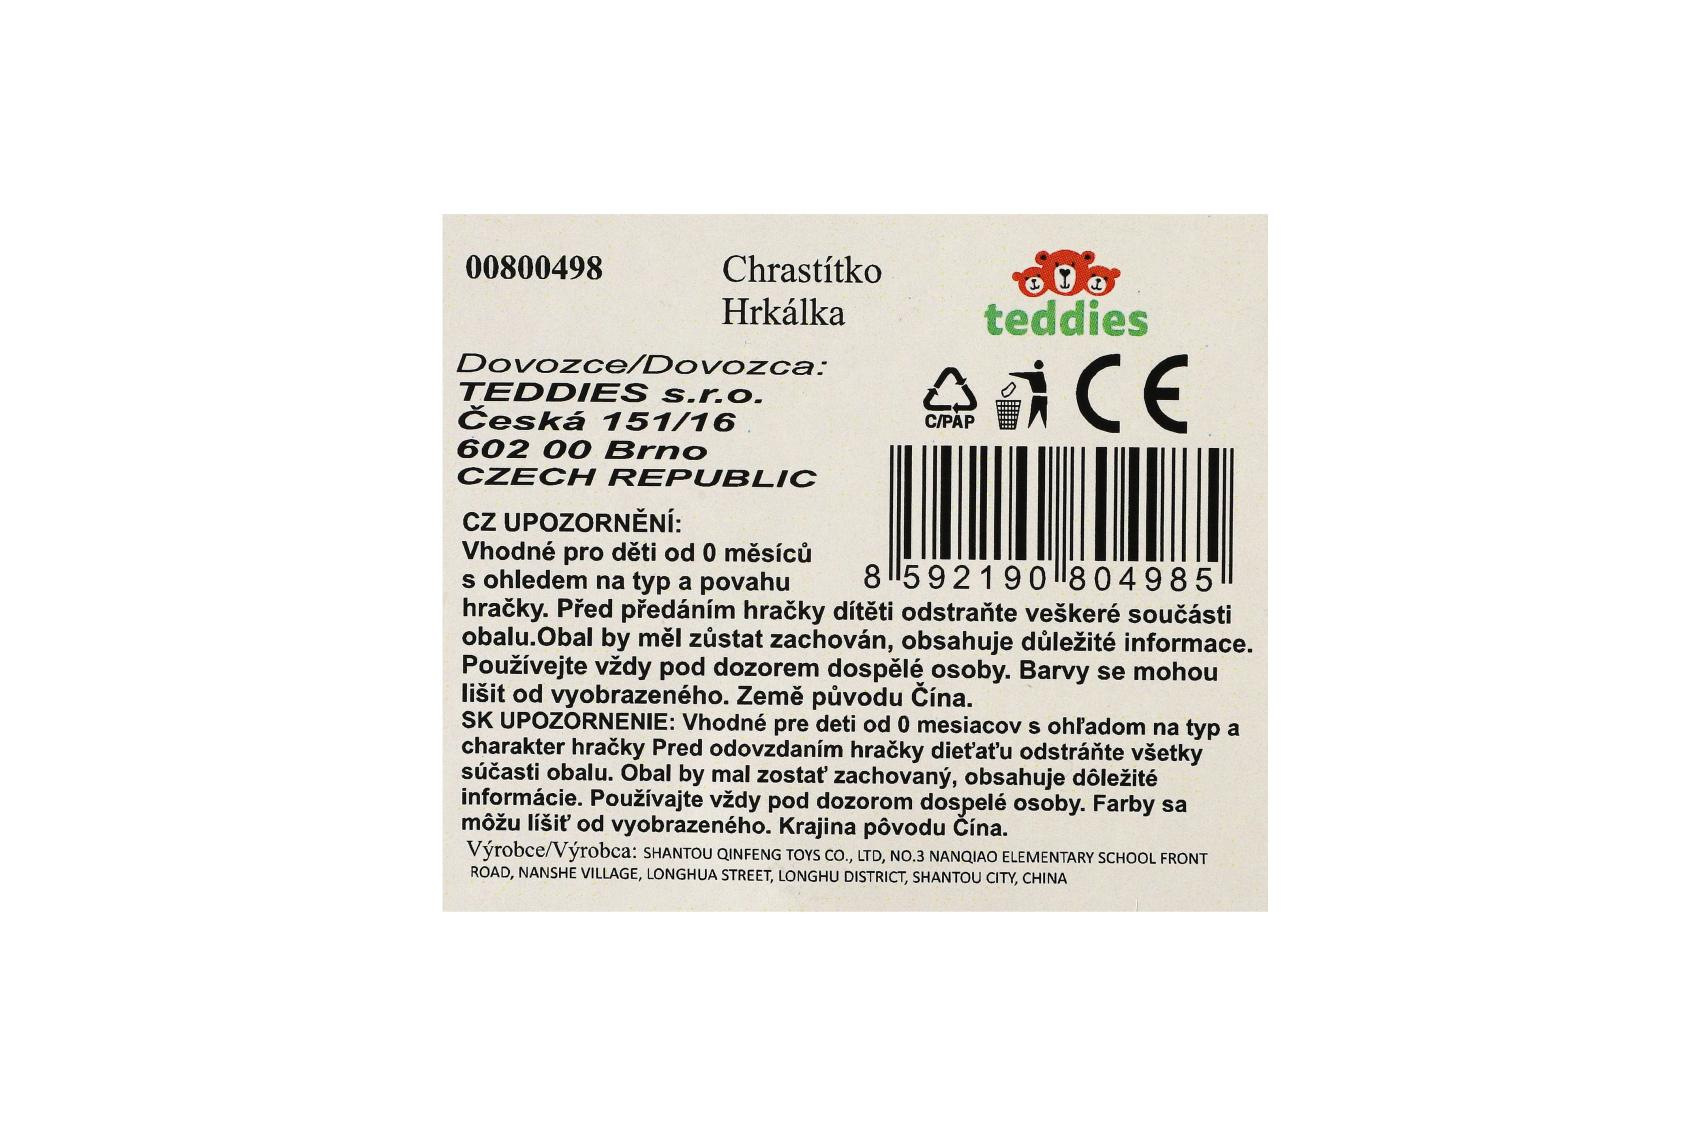 00800498
Chrastítko
Hrkálka
teddies
Dovozce/Dovozca:
TEDDIES s.r.o.
Česká 151/16
602 00 Brno
CZECH REPUBLIC
C/PAP
CE
8 592190 804985
CZ UPOZORNĚNÍ:
Vhodné pro děti od 0 měsíců
s ohledem na typ a povahu
hračky. Před předáním hračky dítěti odstraňte veškeré součásti
obalu.Obal by měl zůstat zachován, obsahuje důležité informace.
Používejte vždy pod dozorem dospělé osoby. Barvy se mohou
lišit od vyobrazeného. Země původu Čína.
SK UPOZORNENIE: Vhodné pre deti od 0 mesiacov s ohľadom na typ a
charakter hračky Pred odovzdaním hračky dieťaťu odstráňte všetky
súčasti obalu. Obal by mal zostať zachovaný, obsahuje dôležité
informácie. Používajte vždy pod dozorom dospelé osoby. Farby sa
môžu líšiť od vyobrazeného. Krajina pôvodu Čína.
Výrobce/Výrobca: SHANTOU QINFENG TOYS CO., LTD, NO.3 NANQIAO ELEMENTARY SCHOOL FRONT
ROAD, NANSHE VILLAGE, LONGHUA STREET, LONGHU DISTRICT, SHANTOU CITY, CHINA